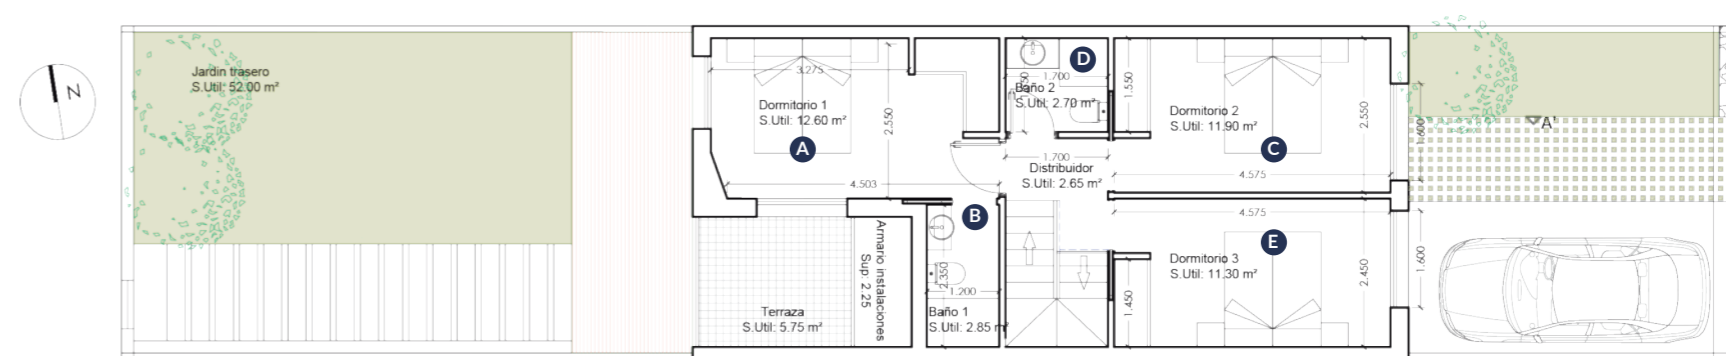 N
Jardin trasero
S.Util: 52.00 m²
3.275
Dormitorio 1
S.Util: 12.60 m²
A
2.550
4.503
B
2.350
1.200
Baño 1
S.Util: 2.85 m²
Terraza
S.Util: 5.75 m²
Armario instalaciones
Sup: 2.25
D
1.700
Baño 2
S.Util: 2.70 m²
1.700
Distribuidor
S.Util: 2.65 m²
1.550
Dormitorio 2
S.Util: 11.90 m²
C
2.550
4.575
1.600
A'
4.575
E
Dormitorio 3
S.Util: 11.30 m²
1.450
2.450
1.600